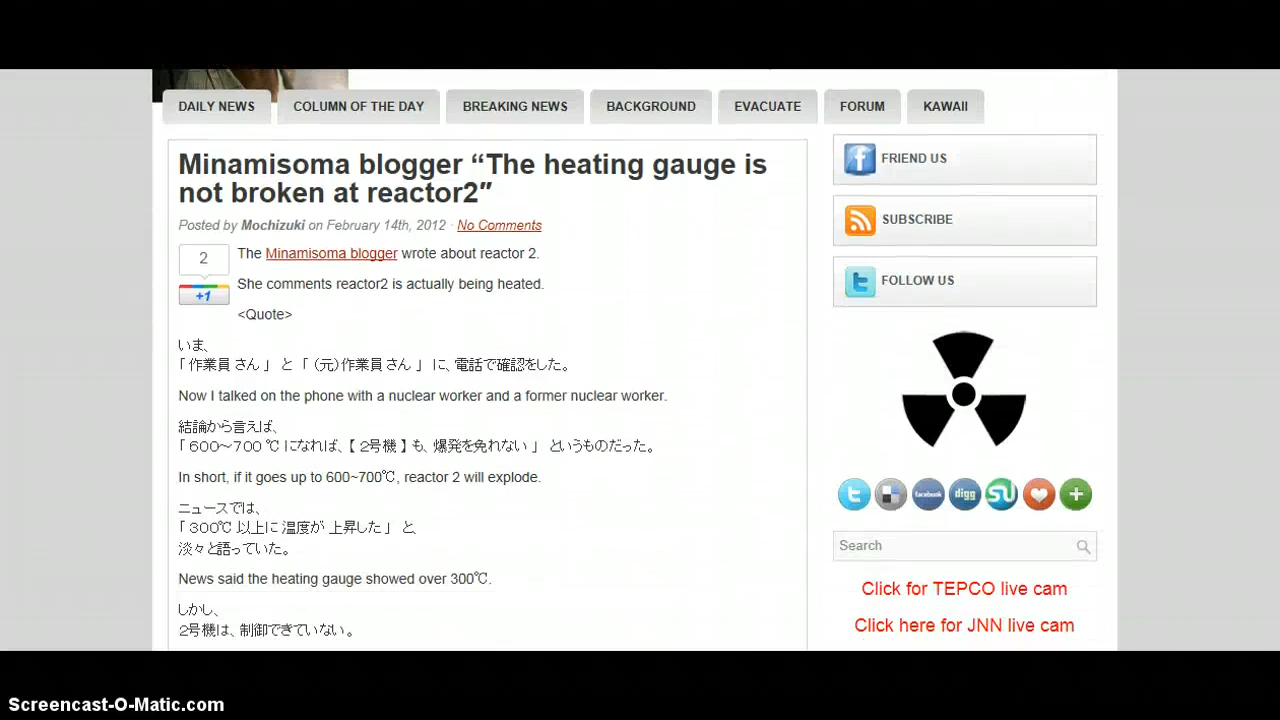 DAILY NEWS COLUMN OF THE DAY BREAKING NEWS BACKGROUND EVACUATE FORUM KAWAII
Minamisoma blogger “The heating gauge is
not broken at reactor2″
Posted by Mochizuki on February 14th, 2012 · No Comments
2
+1
The Minamisoma blogger wrote about reactor 2.
She comments reactor2 is actually being heated.
<Quote>
いま、
「 作業員 さん 」 と 「 (元)作業員 さん 」 に、電話で確認をした。
Now I talked on the phone with a nuclear worker and a former nuclear worker.
結論から言えば、
「 600〜700 ℃ になれば、【 2号機 】 も、爆発を免れない 」 というものだった。
In short, if it goes up to 600~700℃, reactor 2 will explode.
ニュースでは、
「 300℃ 以上に 温度が 上昇した 」 と、
淡々と語っていた。
News said the heating gauge showed over 300℃.
しかし、
2号機は、制御できていない 。
FRIEND US
SUBSCRIBE
FOLLOW US
facebook
digg
Search
Click for TEPCO live cam
Click here for JNN live cam
Screencast-O-Matic.com